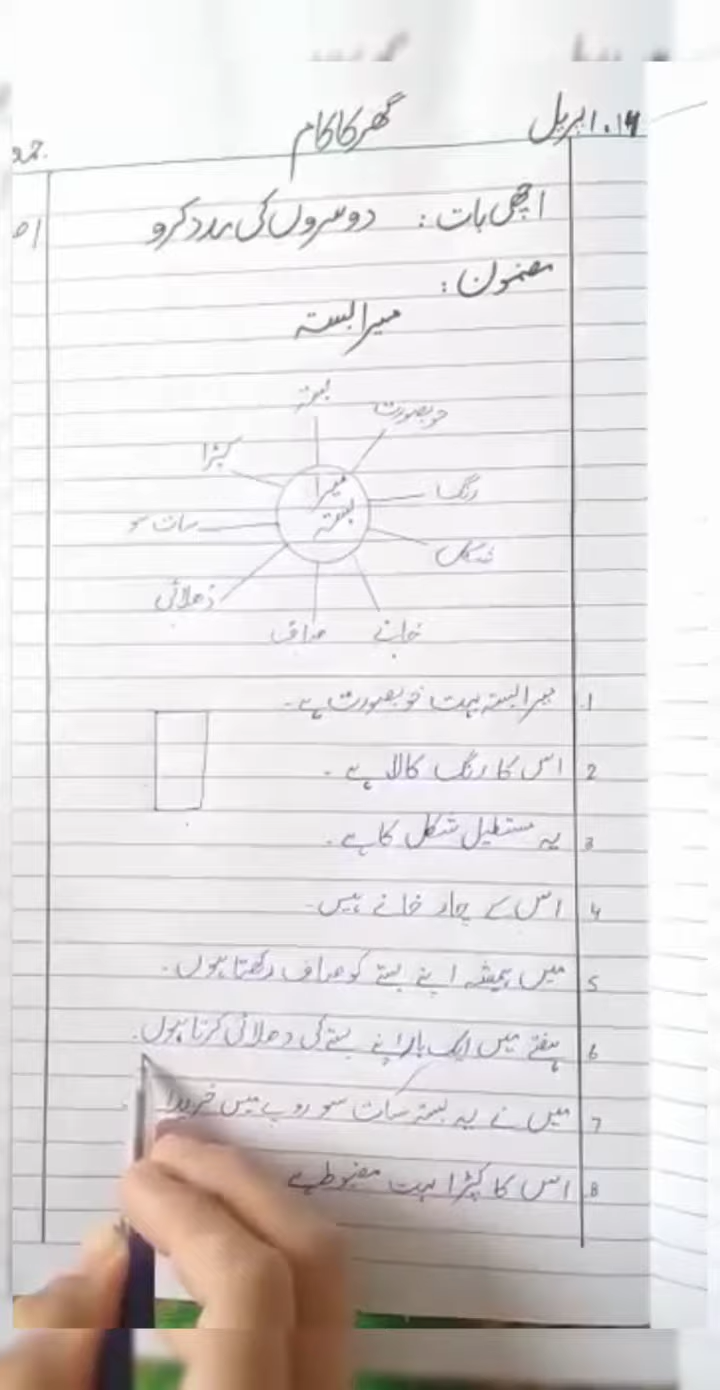 ۱۴. اپریل
گھر کا کام
اچھی بات : دوسروں کی مدد کرو
مضمون :
میرا بستہ
بستہ
خوبصورت
کپڑا
رنگ
میرا
بستہ
سات سو
شکل
دھلائی
صاف
خانے
1. میرا بستہ بہت خوبصورت ہے۔
2 اس کا رنگ کالا ہے۔
3 یہ مستطیل شکل کا ہے۔
4 اس کے چار خانے ہیں۔
5 میں ہمیشہ اپنے بستے کو صاف رکھتا ہوں۔
6 ہفتے میں ایک بار اپنے بستے کی دھلائی کرتا ہوں۔
7 میں نے یہ بستہ سات سو روپے میں خریدا
8. اس کا کپڑا بہت مضبوط ہے